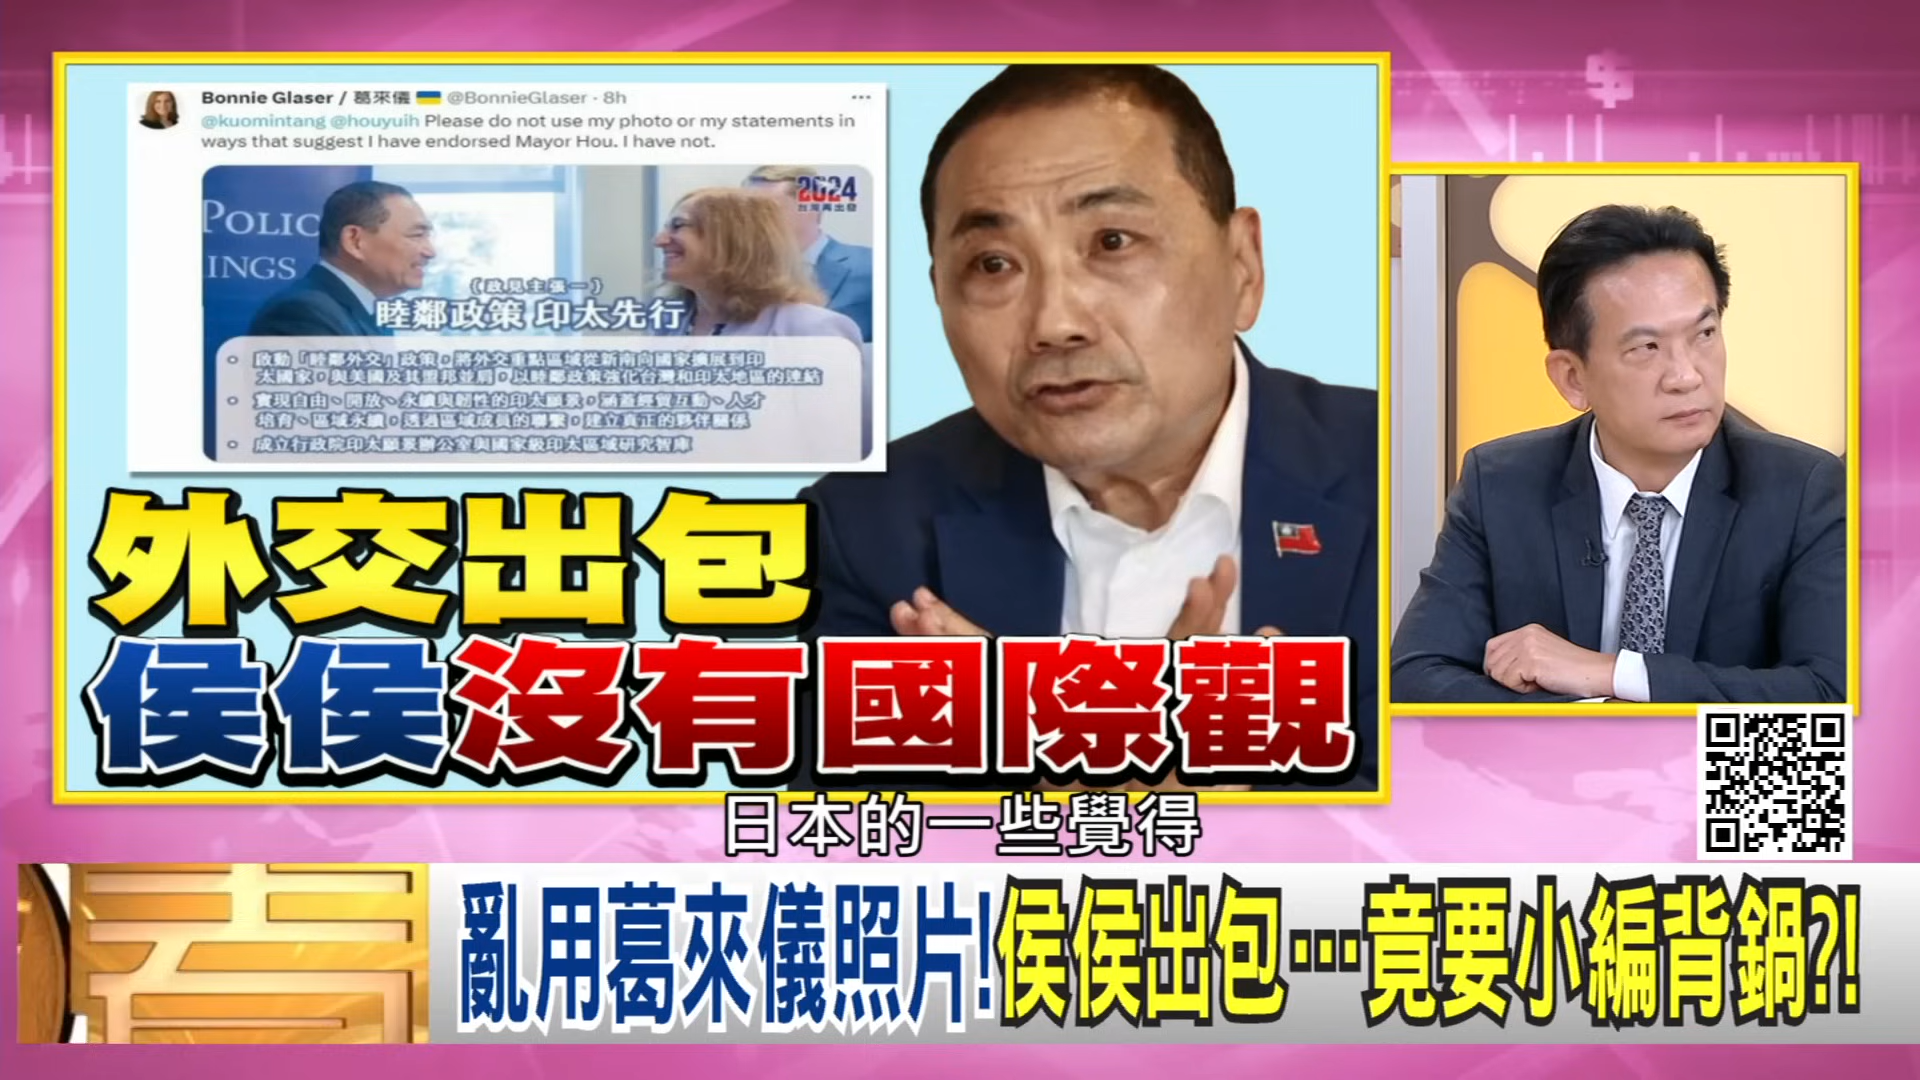 Bonnie Glaser / 葛來儀 @BonnieGlaser · 8h
@kuomintang @houyuih Please do not use my photo or my statements in
ways that suggest I have endorsed Mayor Hou. I have not.
2024
台灣再出發
POLIC
INGS
(政見主張一)
睦鄰政策 印太先行
啟動「睦鄰外交」政策，將外交重點區域從新南向國家擴展到印
太國家，與美國及其盟邦並肩，以睦鄰政策強化台灣和印太地區的連結
實現自由、開放、永續與韌性的印太願景，涵蓋經貿互動、人才
培育、區域永續，透過區域成員的聯繫，建立真正的夥伴關係
成立行政院印太願景辦公室與國家級印太區域研究智庫
外交出包
侯侯沒有國際觀
日本的一些覺得
亂用葛來儀照片!侯侯出包…竟要小編背鍋?!